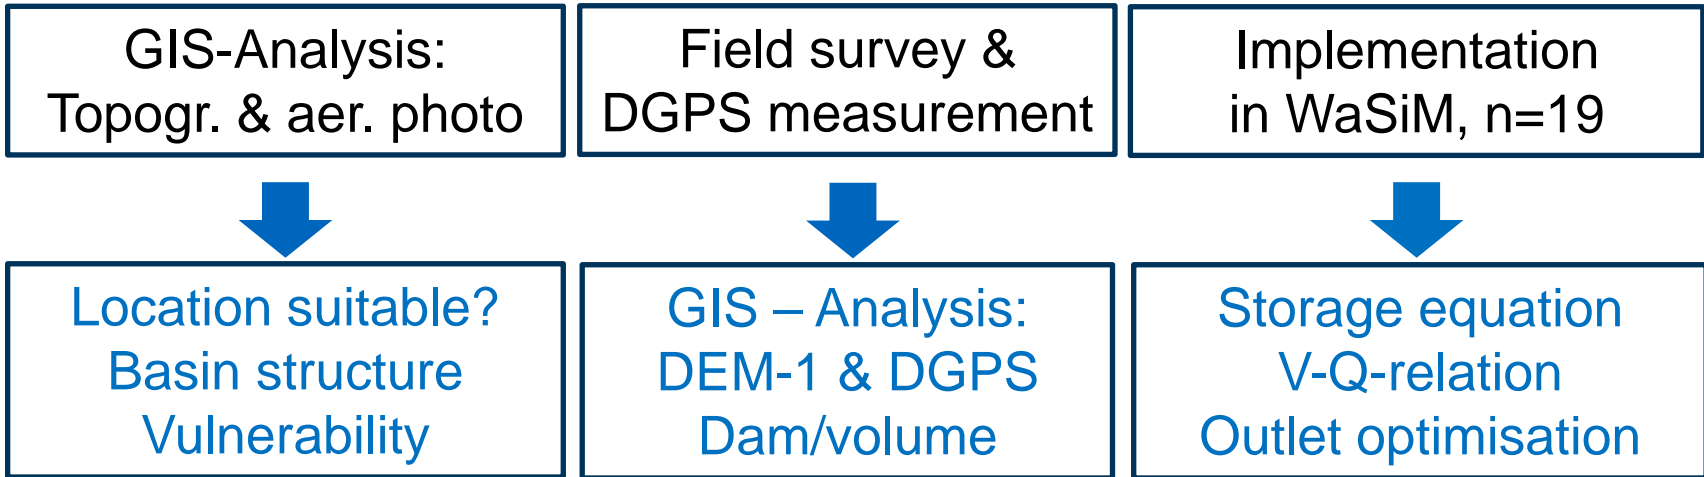 GIS-Analysis:
Topogr. & aer. photo
Field survey &
DGPS measurement
Implementation
in WaSiM, n=19
Location suitable?
Basin structure
Vulnerability
GIS – Analysis:
DEM-1 & DGPS
Dam/volume
Storage equation
V-Q-relation
Outlet optimisation